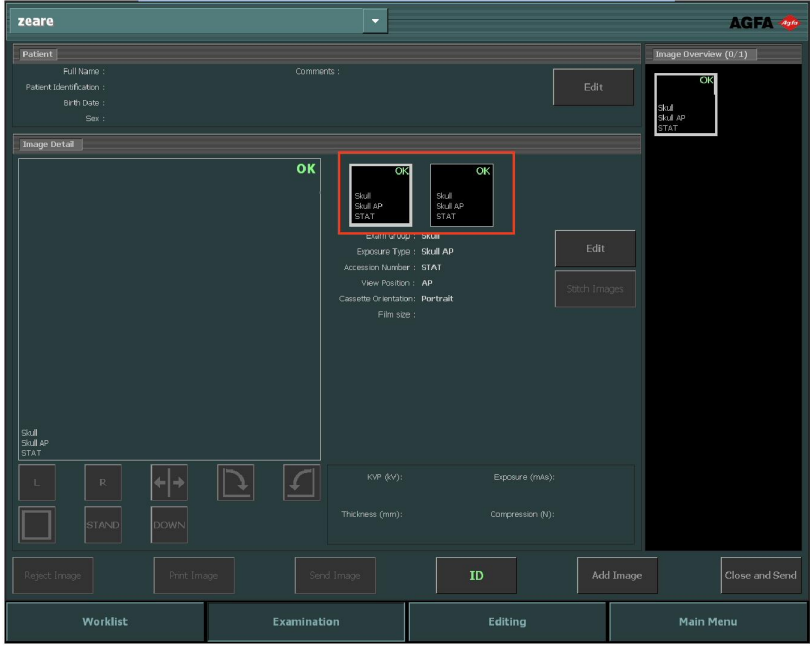 zeare
AGFA Agfa
Patient
Full Name :
Comments :
Patient Identification :
Birth Date :
Sex :
Edit
Image Overview (0/1)
OK
Skull
Skull AP
STAT
Image Detail
OK
Skull
Skull AP
STAT
OK
Skull
Skull AP
STAT
OK
Skull
Skull AP
STAT
Exam Group : Skull
Exposure Type : Skull AP
Accession Number : STAT
View Position : AP
Cassette Orientation: Portrait
Film size :
Edit
Stitch Images
L
R
STAND
DOWN
KVP (kV):
Exposure (mAs):
Thickness (mm):
Compression (N):
Reject Image
Print Image
Send Image
ID
Add Image
Close and Send
Worklist
Examination
Editing
Main Menu